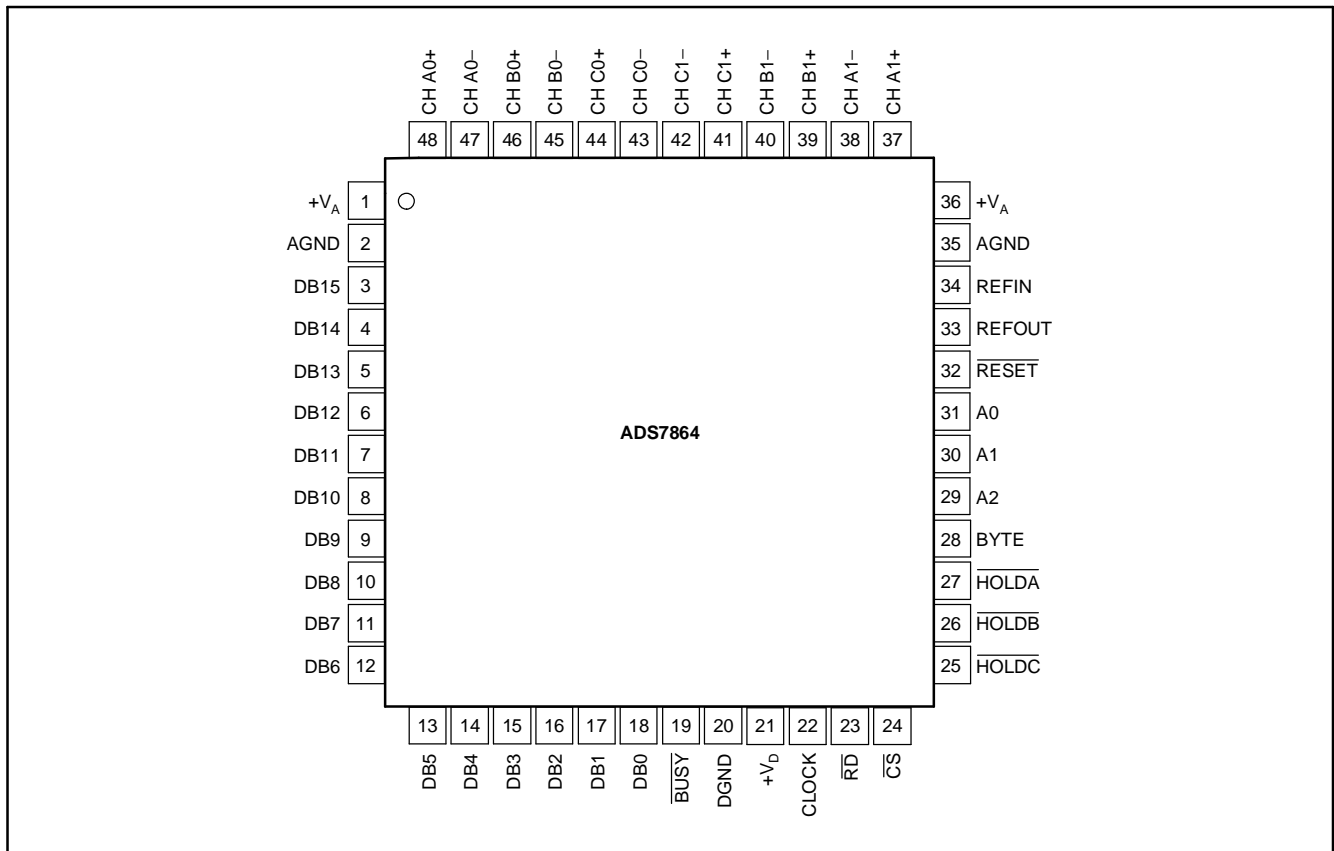 CH A0+
CH A0–
CH B0+
CH B0–
CH C0+
CH C0–
CH C1–
CH C1+
CH B1–
CH B1+
CH A1–
CH A1+
48 47 46 45 44 43 42 41 40 39 38 37
+VA 1
AGND 2
DB15 3
DB14 4
DB13 5
DB12 6
DB11 7
DB10 8
DB9 9
DB8 10
DB7 11
DB6 12
ADS7864
36 +VA
35 AGND
34 REFIN
33 REFOUT
32 RESET
31 A0
30 A1
29 A2
28 BYTE
27 HOLDA
26 HOLDB
25 HOLDC
13 14 15 16 17 18 19 20 21 22 23 24
DB5
DB4
DB3
DB2
DB1
DB0
BUSY
DGND
+VD
CLOCK
RD
CS